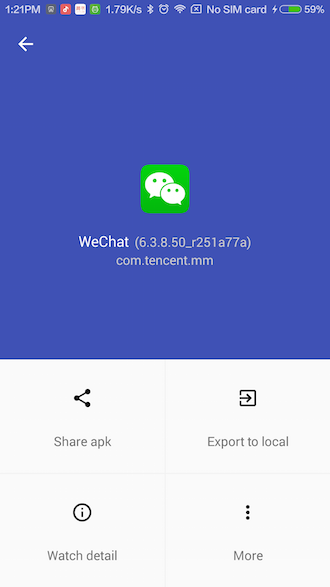 1:21PM 1.79K/s No SIM card 59%
WeChat (6.3.8.50_r251a77a)
com.tencent.mm
Share apk Export to local
Watch detail More